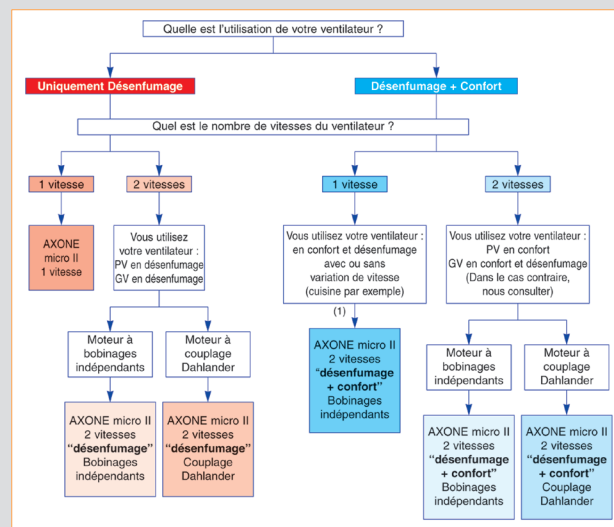 Quelle est l'utilisation de votre ventilateur ?
Uniquement Désenfumage
Désenfumage + Confort
Quel est le nombre de vitesses du ventilateur ?
1 vitesse
2 vitesses
1 vitesse
2 vitesses
AXONE
micro II
1 vitesse
Vous utilisez
votre ventilateur :
PV en désenfumage
GV en désenfumage
Vous utilisez votre ventilateur :
en confort et désenfumage
avec ou sans
variation de vitesse
(cuisine par exemple)
Vous utilisez votre ventilateur :
PV en confort
GV en confort et désenfumage
(Dans le cas contraire,
nous consulter)
(1)
Moteur à
bobinages
indépendants
Moteur à
couplage
Dahlander
AXONE micro II
2 vitesses
"désenfumage
+ confort"
Bobinages
indépendants
Moteur à
bobinages
indépendants
Moteur à
couplage
Dahlander
AXONE micro II
2 vitesses
"désenfumage"
Bobinages
indépendants
AXONE micro II
2 vitesses
"désenfumage"
Couplage
Dahlander
AXONE micro II
2 vitesses
"désenfumage
+ confort"
Bobinages
indépendants
AXONE micro II
2 vitesses
"désenfumage
+ confort"
Couplage
Dahlander